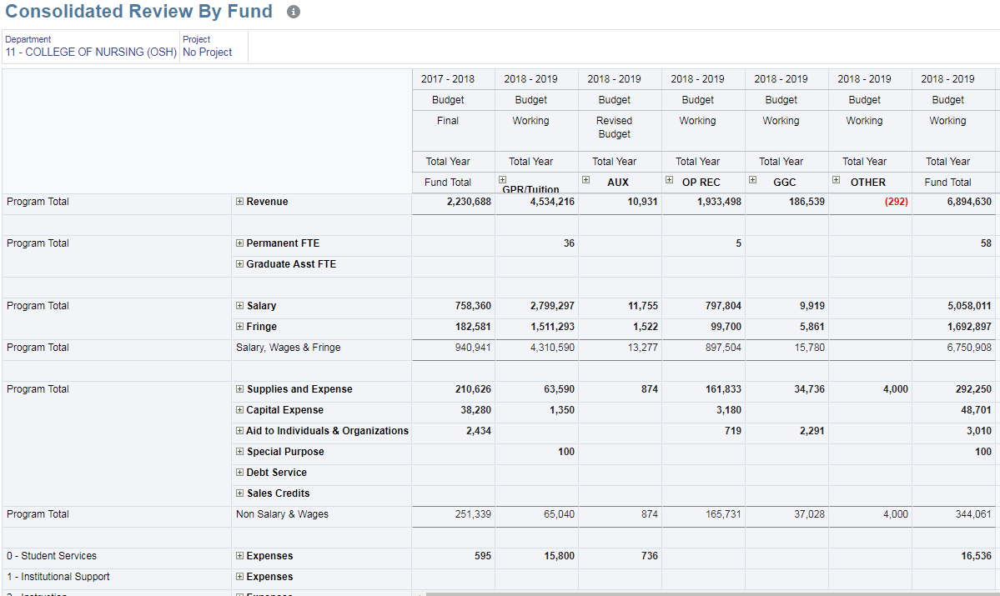 Consolidated Review By Fund
Department Project
11 - COLLEGE OF NURSING (OSH) No Project
2017 - 2018 2018 - 2019 2018 - 2019 2018 - 2019 2018 - 2019 2018 - 2019 2018 - 2019
Budget Budget Budget Budget Budget Budget Budget
Final Working Revised Budget Working Working Working Working
Total Year Total Year Total Year Total Year Total Year Total Year Total Year
Fund Total GPR/Tuition AUX OP REC GGC OTHER Fund Total
Program Total Revenue 2,230,688 4,534,216 10,931 1,933,498 186,539 (292) 6,894,630
Program Total Permanent FTE 36 5 58
Graduate Asst FTE
Program Total Salary 758,360 2,799,297 11,755 797,804 9,919 5,058,011
Fringe 182,581 1,511,293 1,522 99,700 5,861 1,692,897
Program Total Salary, Wages & Fringe 940,941 4,310,590 13,277 897,504 15,780 6,750,908
Program Total Supplies and Expense 210,626 63,590 874 161,833 34,736 4,000 292,250
Capital Expense 38,280 1,350 3,180 48,701
Aid to Individuals & Organizations 2,434 719 2,291 3,010
Special Purpose 100 100
Debt Service
Sales Credits
Program Total Non Salary & Wages 251,339 65,040 874 165,731 37,028 4,000 344,061
0 - Student Services Expenses 595 15,800 736 16,536
1 - Institutional Support Expenses